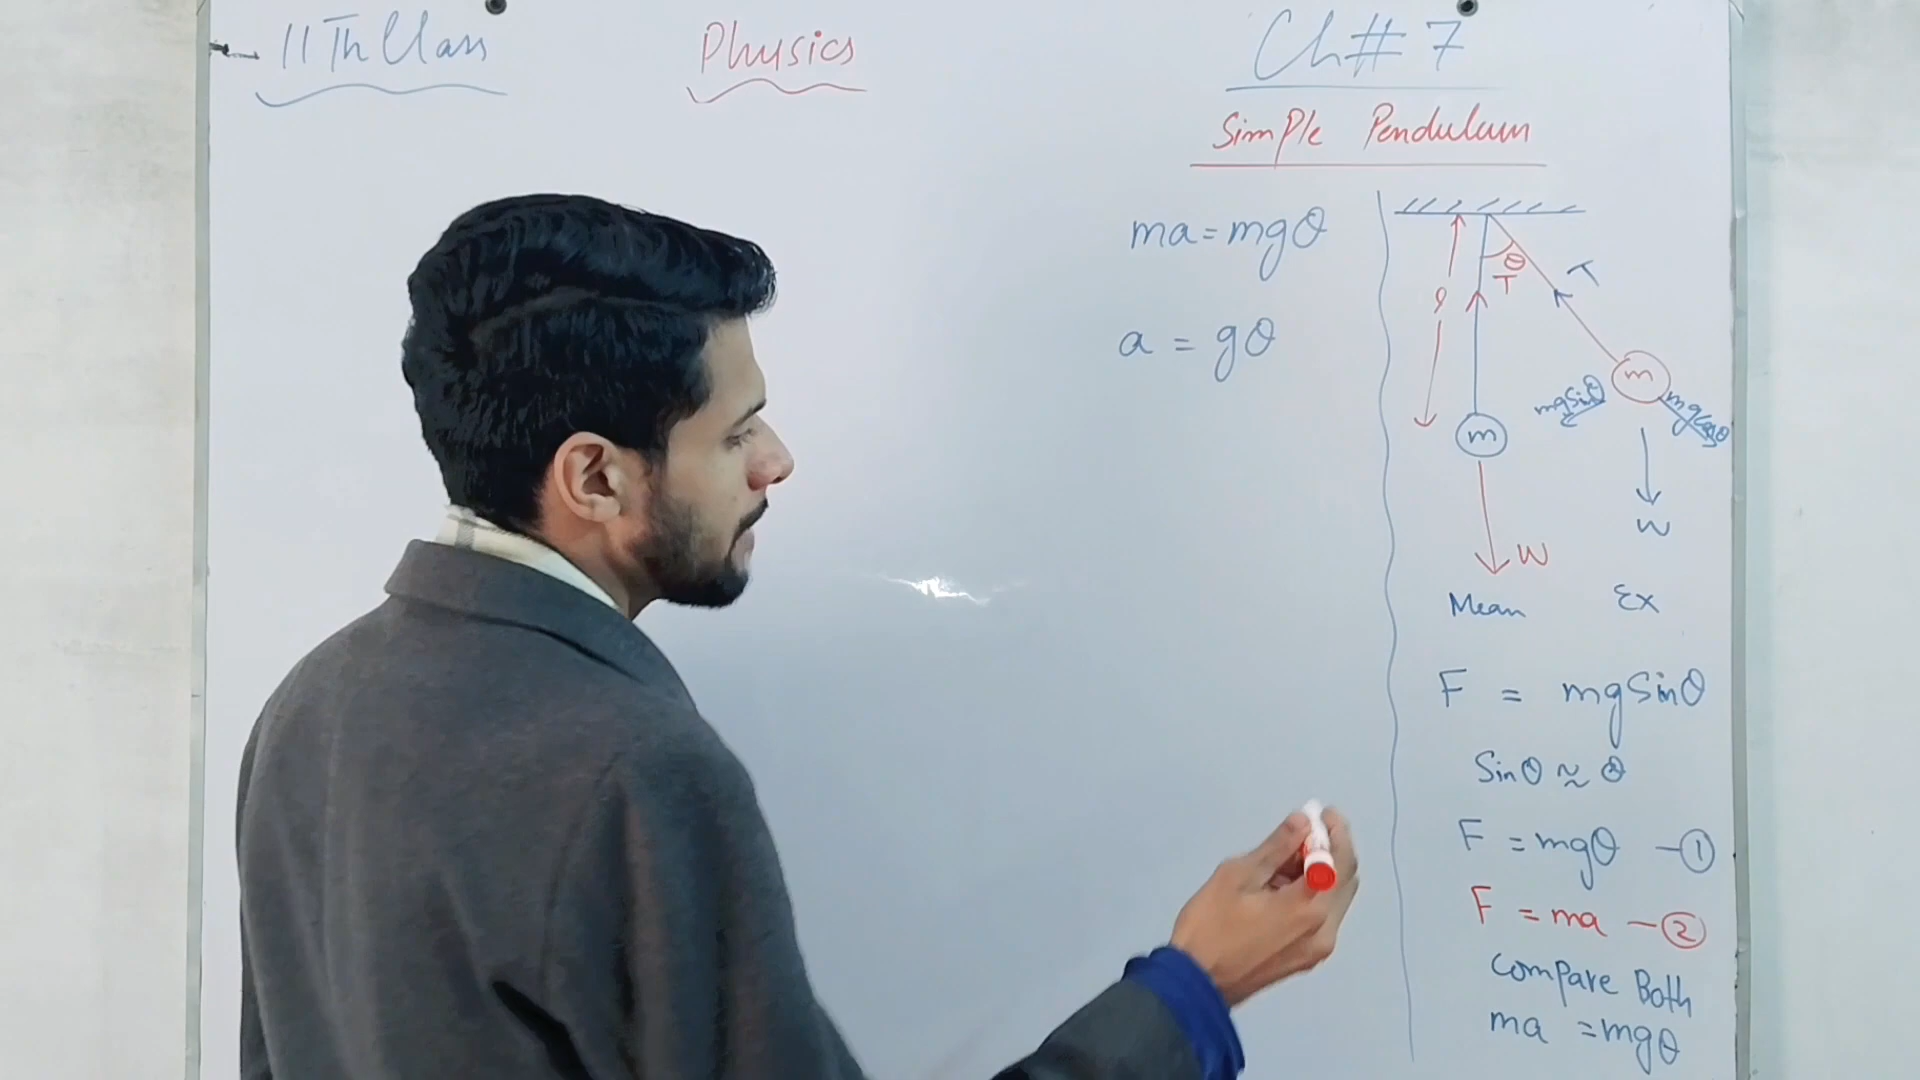 11Th Class Physics Ch# 7
Simple Pendulum
ma = mgθ
a = gθ
θ
T
T
l
m
m
mgSinθ
mgCosθ
W
W
Mean Ex
F = mgSinθ
Sinθ ≈ θ
F = mgθ - ①
F = ma - ②
Compare Both
ma = mgθ